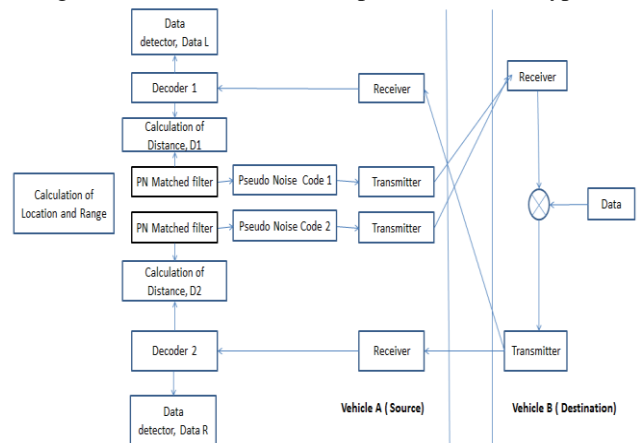 Data
detector, Data L
Decoder 1
Receiver
Receiver
Calculation of
Distance, D1
PN Matched filter
Pseudo Noise Code 1
Transmitter
Calculation of
Location and Range
Data
PN Matched filter
Pseudo Noise Code 2
Transmitter
Calculation of
Distance, D2
Decoder 2
Receiver
Transmitter
Vehicle A ( Source)
Vehicle B ( Destination)
Data
detector, Data R